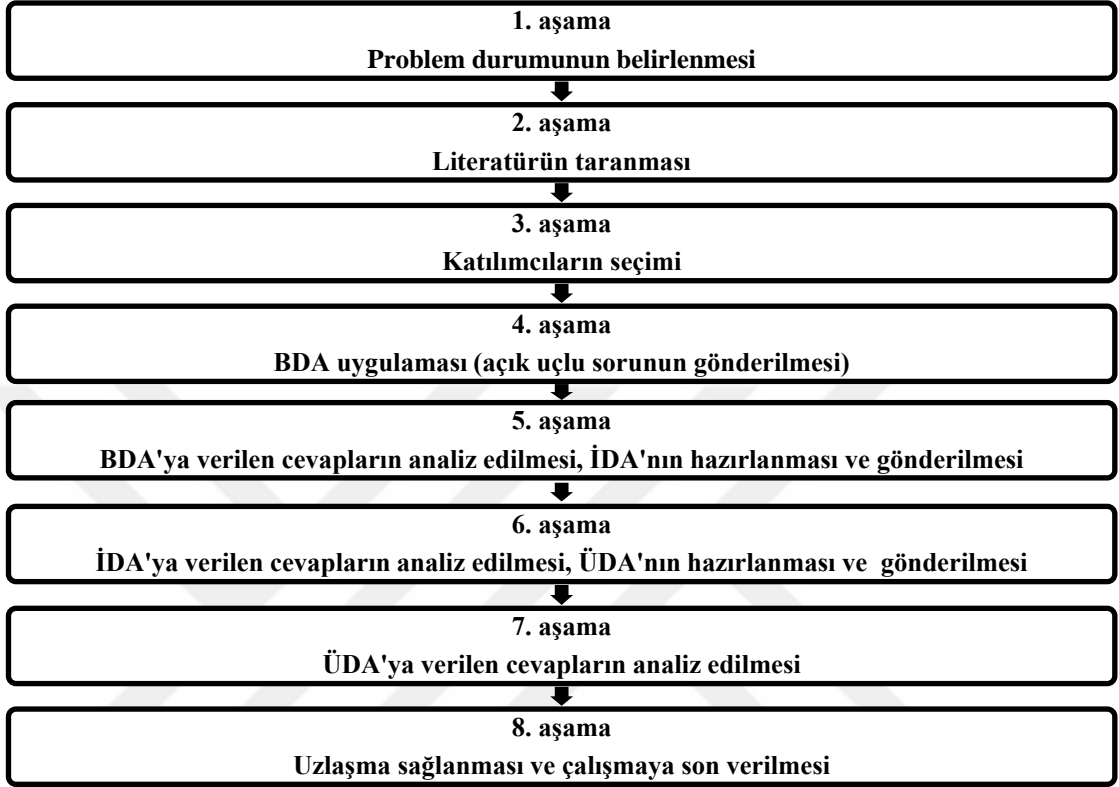 1. aşama
Problem durumunun belirlenmesi
2. aşama
Literatürün taranması
3. aşama
Katılımcıların seçimi
4. aşama
BDA uygulaması (açık uçlu sorunun gönderilmesi)
5. aşama
BDA'ya verilen cevapların analiz edilmesi, İDA'nın hazırlanması ve gönderilmesi
6. aşama
İDA'ya verilen cevapların analiz edilmesi, ÜDA'nın hazırlanması ve gönderilmesi
7. aşama
ÜDA'ya verilen cevapların analiz edilmesi
8. aşama
Uzlaşma sağlanması ve çalışmaya son verilmesi